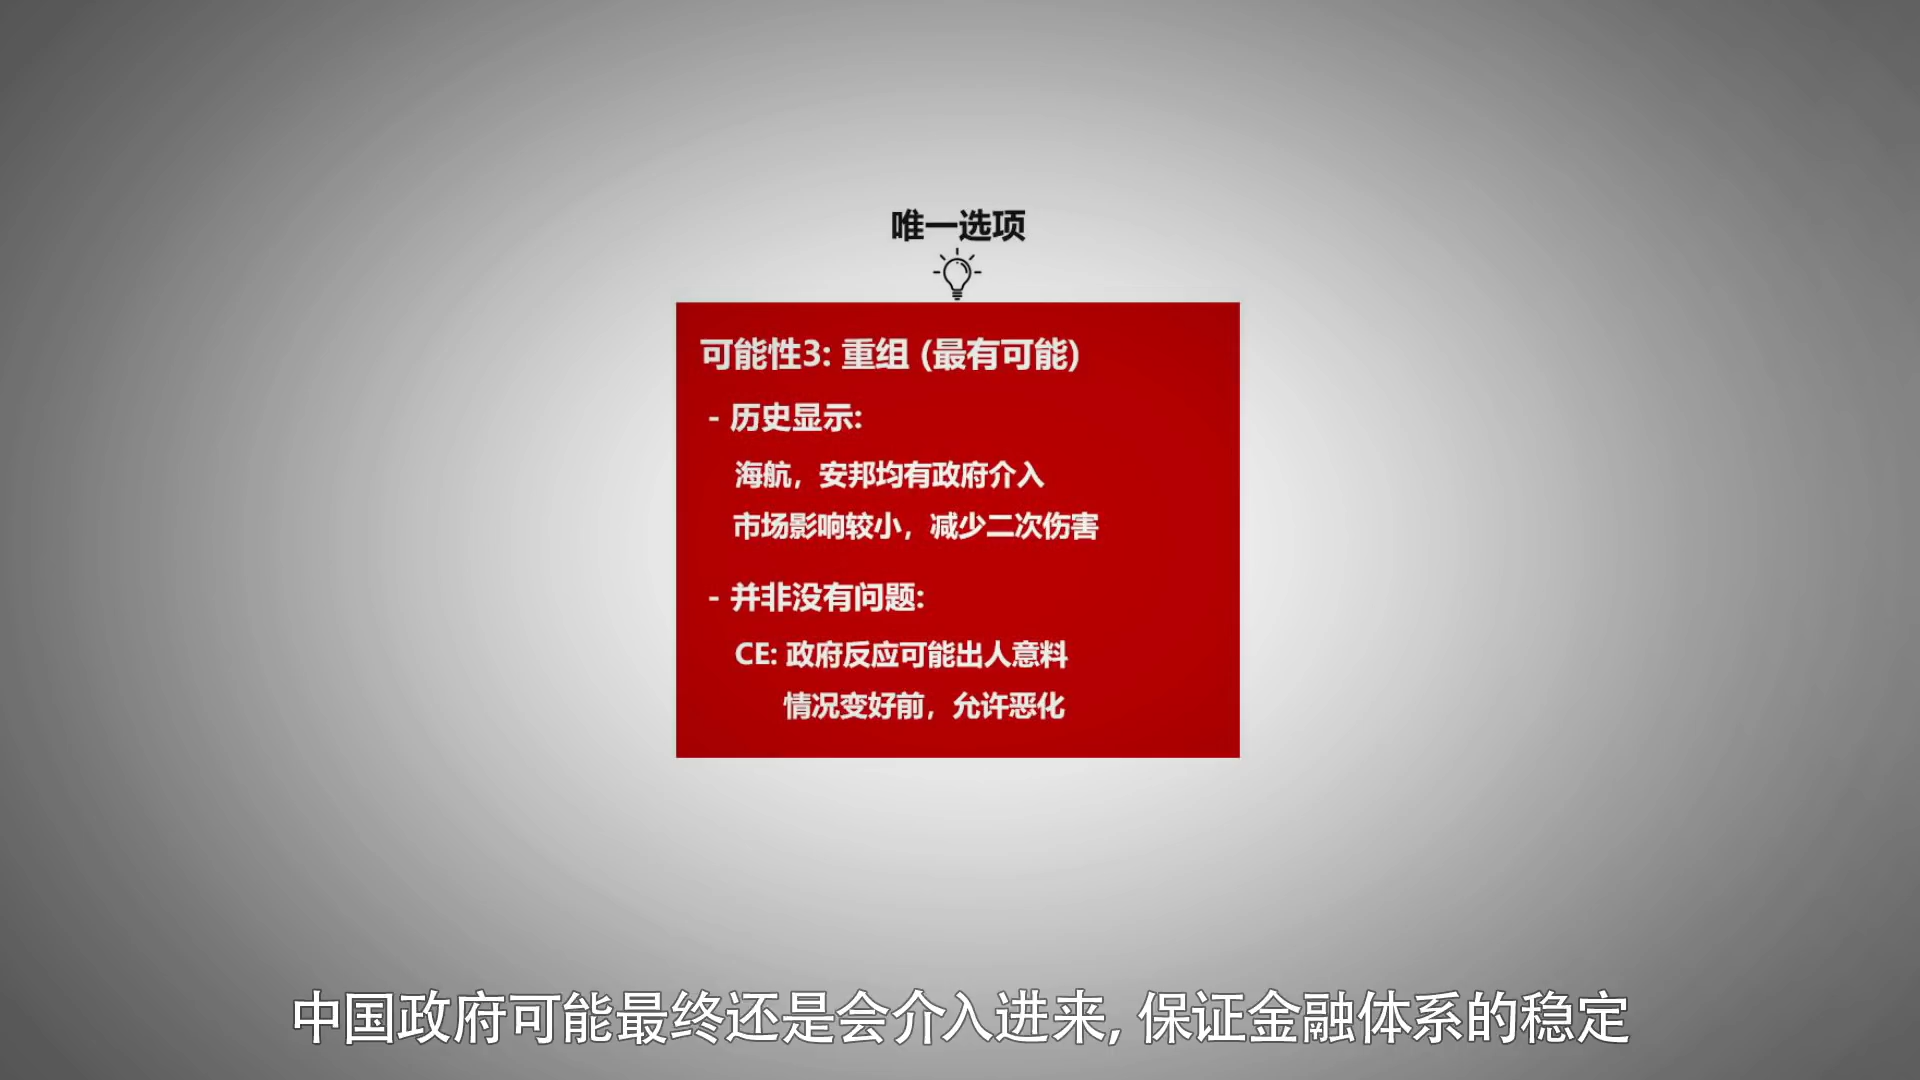 唯一选项
可能性3: 重组 (最有可能)
- 历史显示:
海航，安邦均有政府介入
市场影响较小，减少二次伤害
- 并非没有问题:
CE: 政府反应可能出人意料
情况变好前，允许恶化
中国政府可能最终还是会介入进来, 保证金融体系的稳定